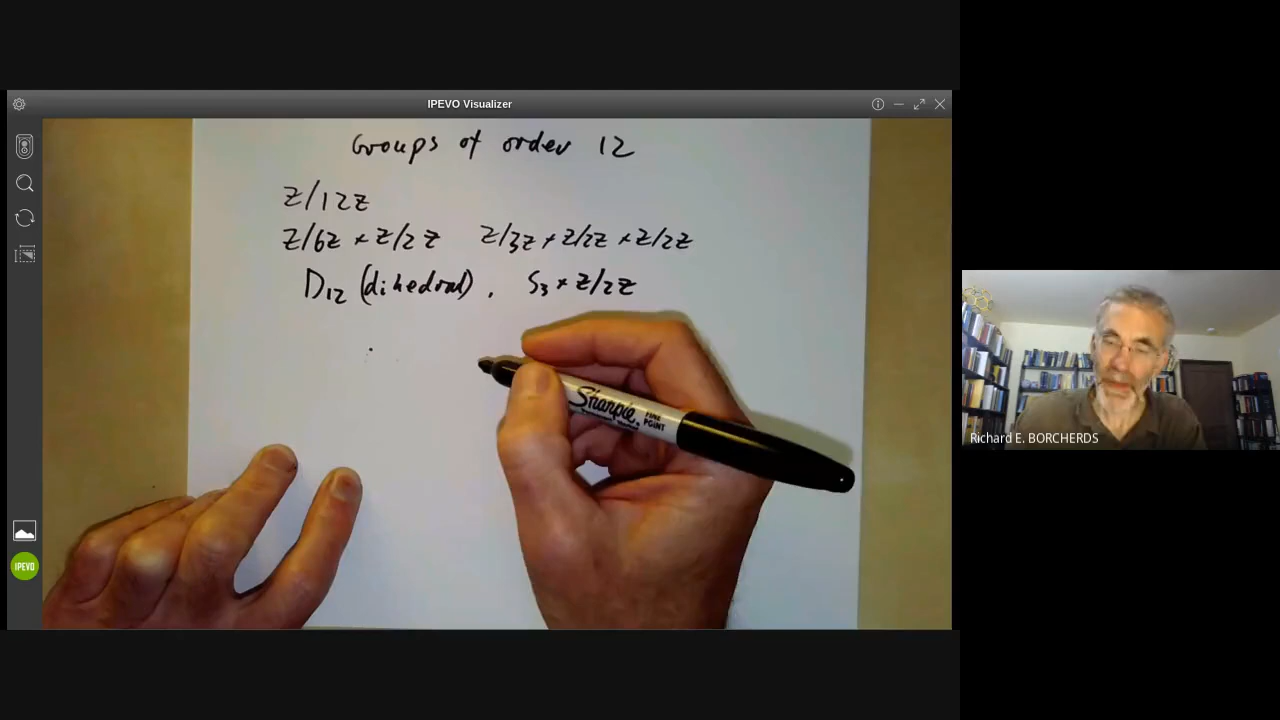 IPEVO Visualizer
Groups of order 12
Z/12Z
Z/6Z × Z/2Z Z/3Z × Z/2Z × Z/2Z
D12 (dihedral), S3 × Z/2Z
Sharpie. FINE POINT
IPEVO
Richard E. BORCHERDS